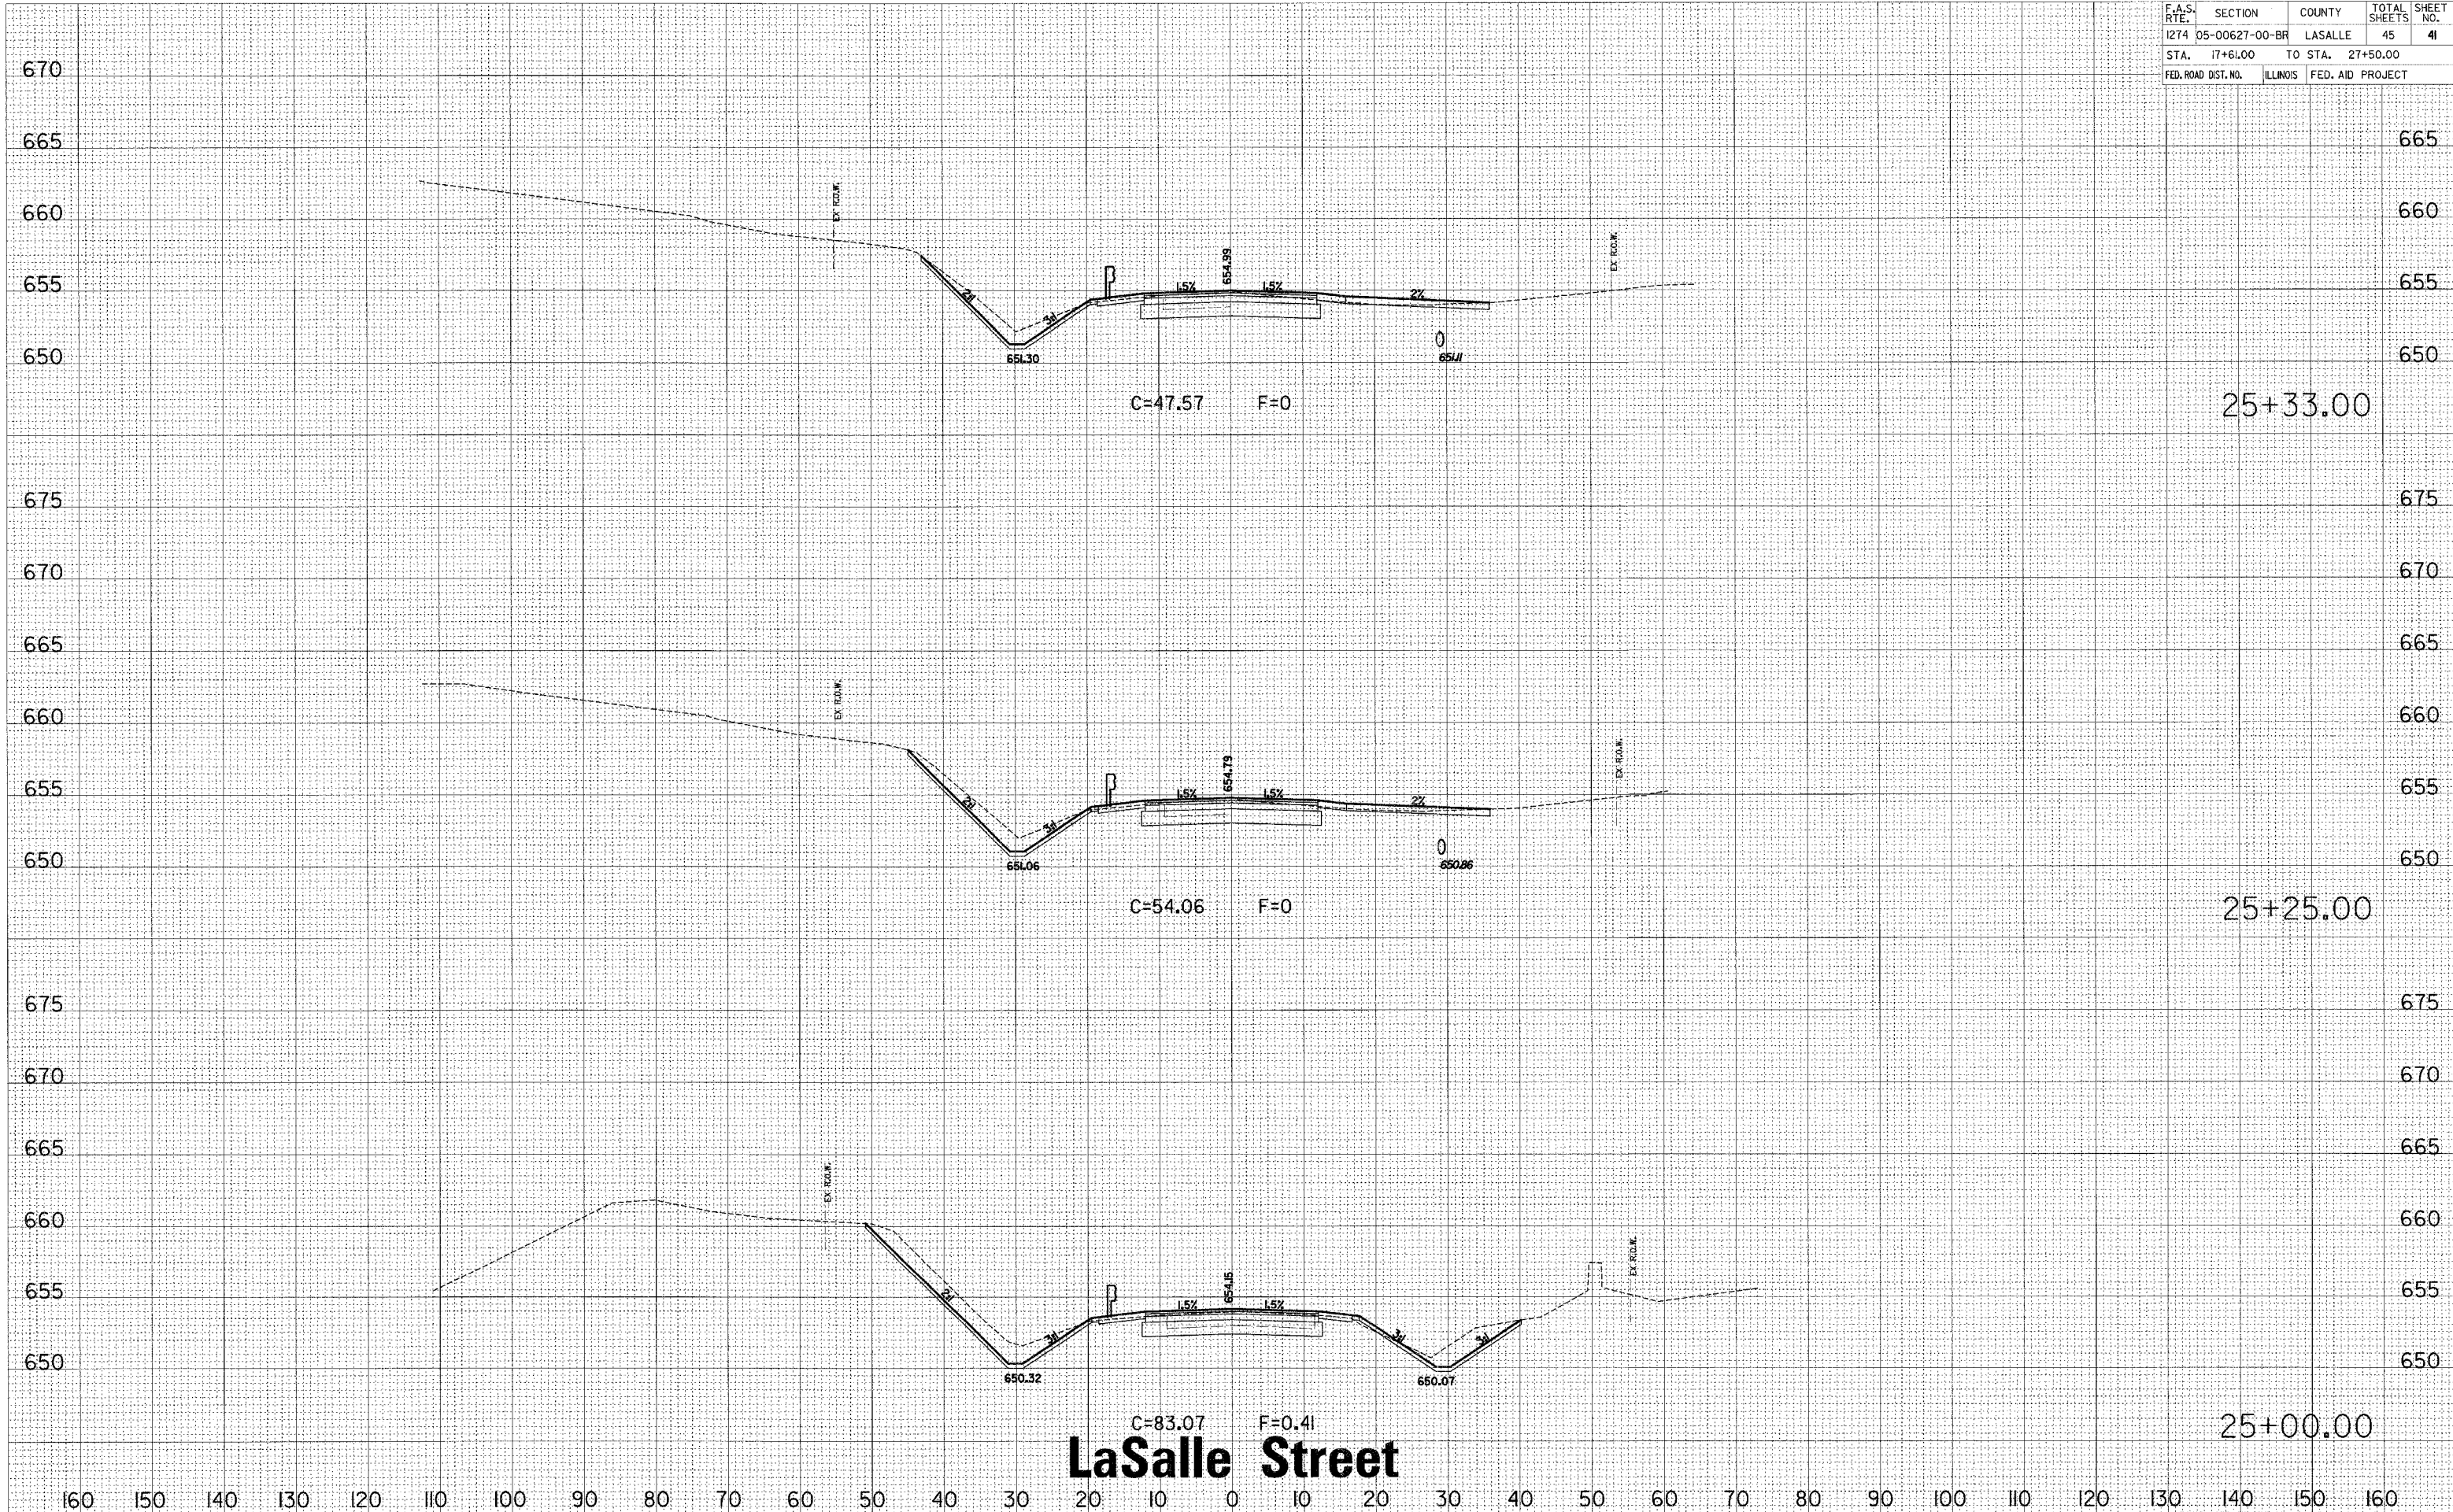 F.A.S. RTE. SECTION COUNTY TOTAL SHEETS SHEET NO.
1274 05-00627-00-BR LASALLE 45 41
STA. 17+61.00 TO STA. 27+50.00
FED. ROAD DIST. NO. ILLINOIS FED. AID PROJECT
670
665 665
EX R.O.W.
660 660
EX R.O.W.
654.99
655 655
2:1 3:1 1.5% 1.5% 2%
650 650
651.30 651.11
C=47.57 F=0
25+33.00
675 675
670 670
665 665
EX R.O.W.
660 660
EX R.O.W.
654.79
655 655
2:1 3:1 1.5% 1.5% 2%
650 650
651.06 650.86
C=54.06 F=0
25+25.00
675 675
670 670
665 665
EX R.O.W.
660 660
EX R.O.W.
654.15
655 655
2:1 3:1 1.5% 1.5% 3:1 3:1
650 650
650.32 650.07
C=83.07 F=0.41
25+00.00
LaSalle Street
160 150 140 130 120 110 100 90 80 70 60 50 40 30 20 10 0 10 20 30 40 50 60 70 80 90 100 110 120 130 140 150 160